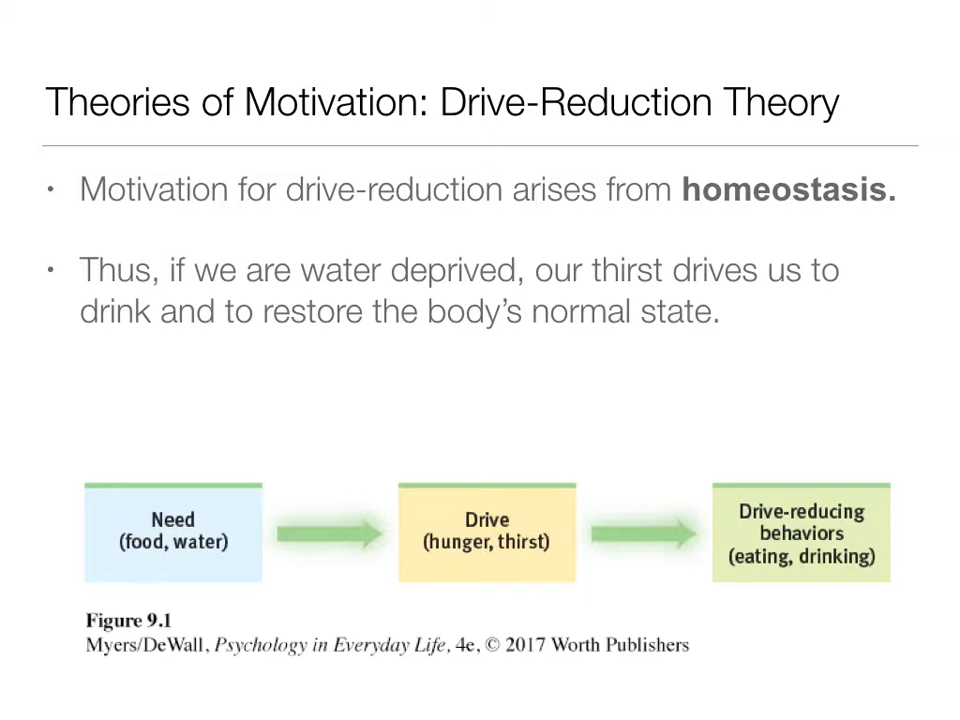 Theories of Motivation: Drive-Reduction Theory
• Motivation for drive-reduction arises from homeostasis.
• Thus, if we are water deprived, our thirst drives us to
drink and to restore the body’s normal state.
Need
(food, water)
Drive
(hunger, thirst)
Drive-reducing
behaviors
(eating, drinking)
Figure 9.1
Myers/DeWall, Psychology in Everyday Life, 4e, © 2017 Worth Publishers